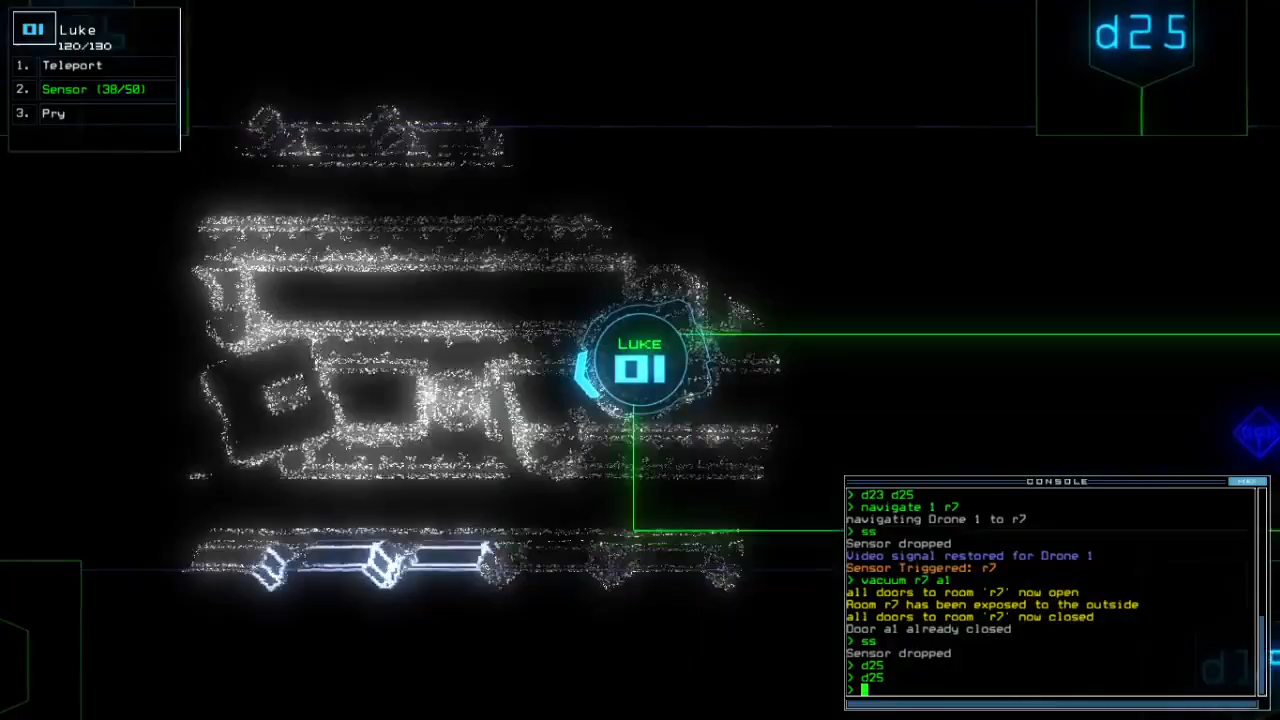 01 Luke
120/130
1. Teleport
2. Sensor (38/50)
3. Pry
d25
LUKE
01
CONSOLE
> d23 d25
> navigate 1 r7
navigating Drone 1 to r7
> ss
Sensor dropped
Video signal restored for Drone 1
Sensor Triggered: r7
> vacuum r7 a1
all doors to room 'r7' now open
Room r7 has been exposed to the outside
all doors to room 'r7' now closed
Door a1 already closed
> ss
Sensor dropped
> d25
> d25
>